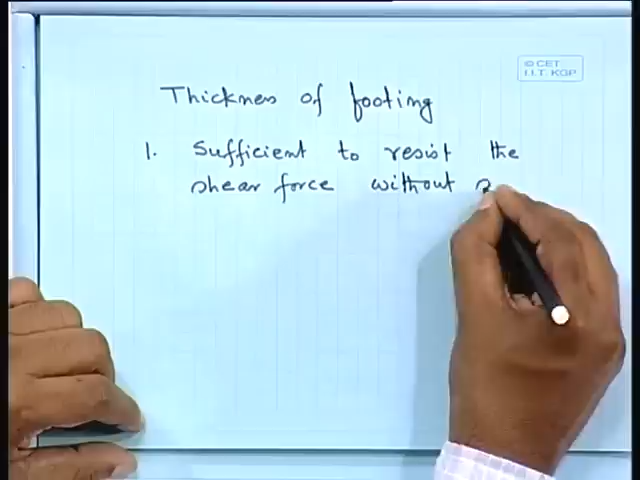 © CET
I.I.T. KGP
Thickness of footing
1. Sufficient to resist the
shear force without